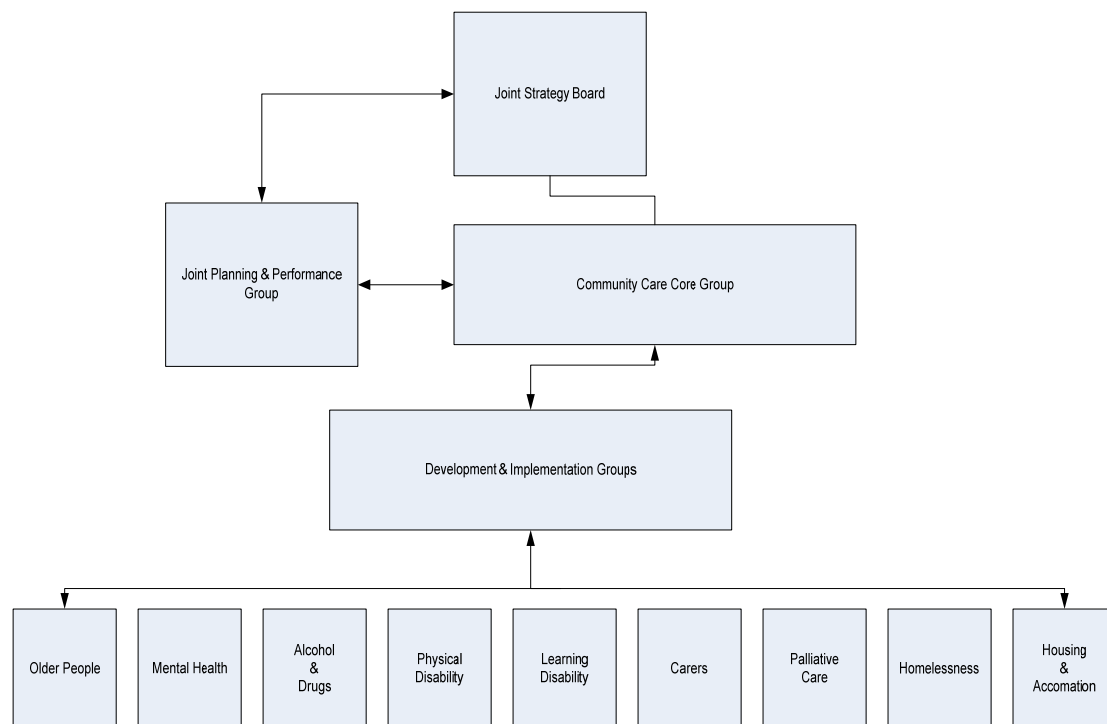 Joint Strategy Board
Joint Planning & Performance
Group
Community Care Core Group
Development & Implementation Groups
Older People
Mental Health
Alcohol
&
Drugs
Physical
Disability
Learning
Disability
Carers
Palliative
Care
Homelessness
Housing
&
Accomation